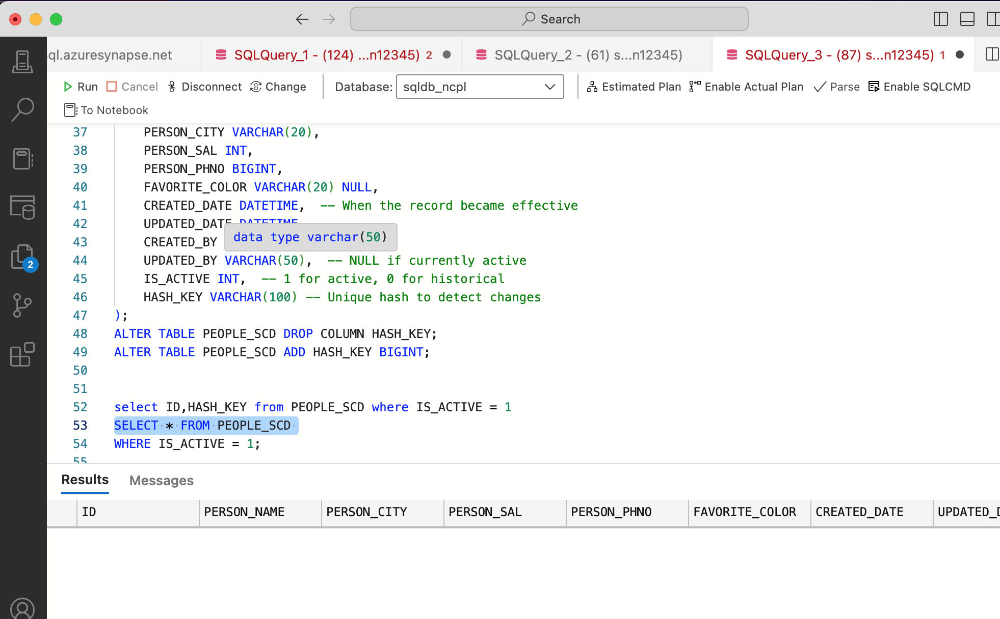 Search
sql.azuresynapse.net
SQLQuery_1 - (124) ...n12345) 2
SQLQuery_2 - (61) s...n12345)
SQLQuery_3 - (87) s...n12345) 1
Run Cancel Disconnect Change Database: sqldb_ncpl Estimated Plan Enable Actual Plan Parse Enable SQLCMD
To Notebook
37 PERSON_CITY VARCHAR(20),
38 PERSON_SAL INT,
39 PERSON_PHNO BIGINT,
40 FAVORITE_COLOR VARCHAR(20) NULL,
41 CREATED_DATE DATETIME,  -- When the record became effective
42 UPDATED_DATE DATETIME
data type varchar(50)
43 CREATED_BY
44 UPDATED_BY VARCHAR(50),  -- NULL if currently active
45 IS_ACTIVE INT,  -- 1 for active, 0 for historical
46 HASH_KEY VARCHAR(100) -- Unique hash to detect changes
47 );
48 ALTER TABLE PEOPLE_SCD DROP COLUMN HASH_KEY;
49 ALTER TABLE PEOPLE_SCD ADD HASH_KEY BIGINT;
50
51
52 select ID,HASH_KEY from PEOPLE_SCD where IS_ACTIVE = 1
53 SELECT * FROM PEOPLE_SCD
54 WHERE IS_ACTIVE = 1;
55
2
Results Messages
ID PERSON_NAME PERSON_CITY PERSON_SAL PERSON_PHNO FAVORITE_COLOR CREATED_DATE UPDATED_D